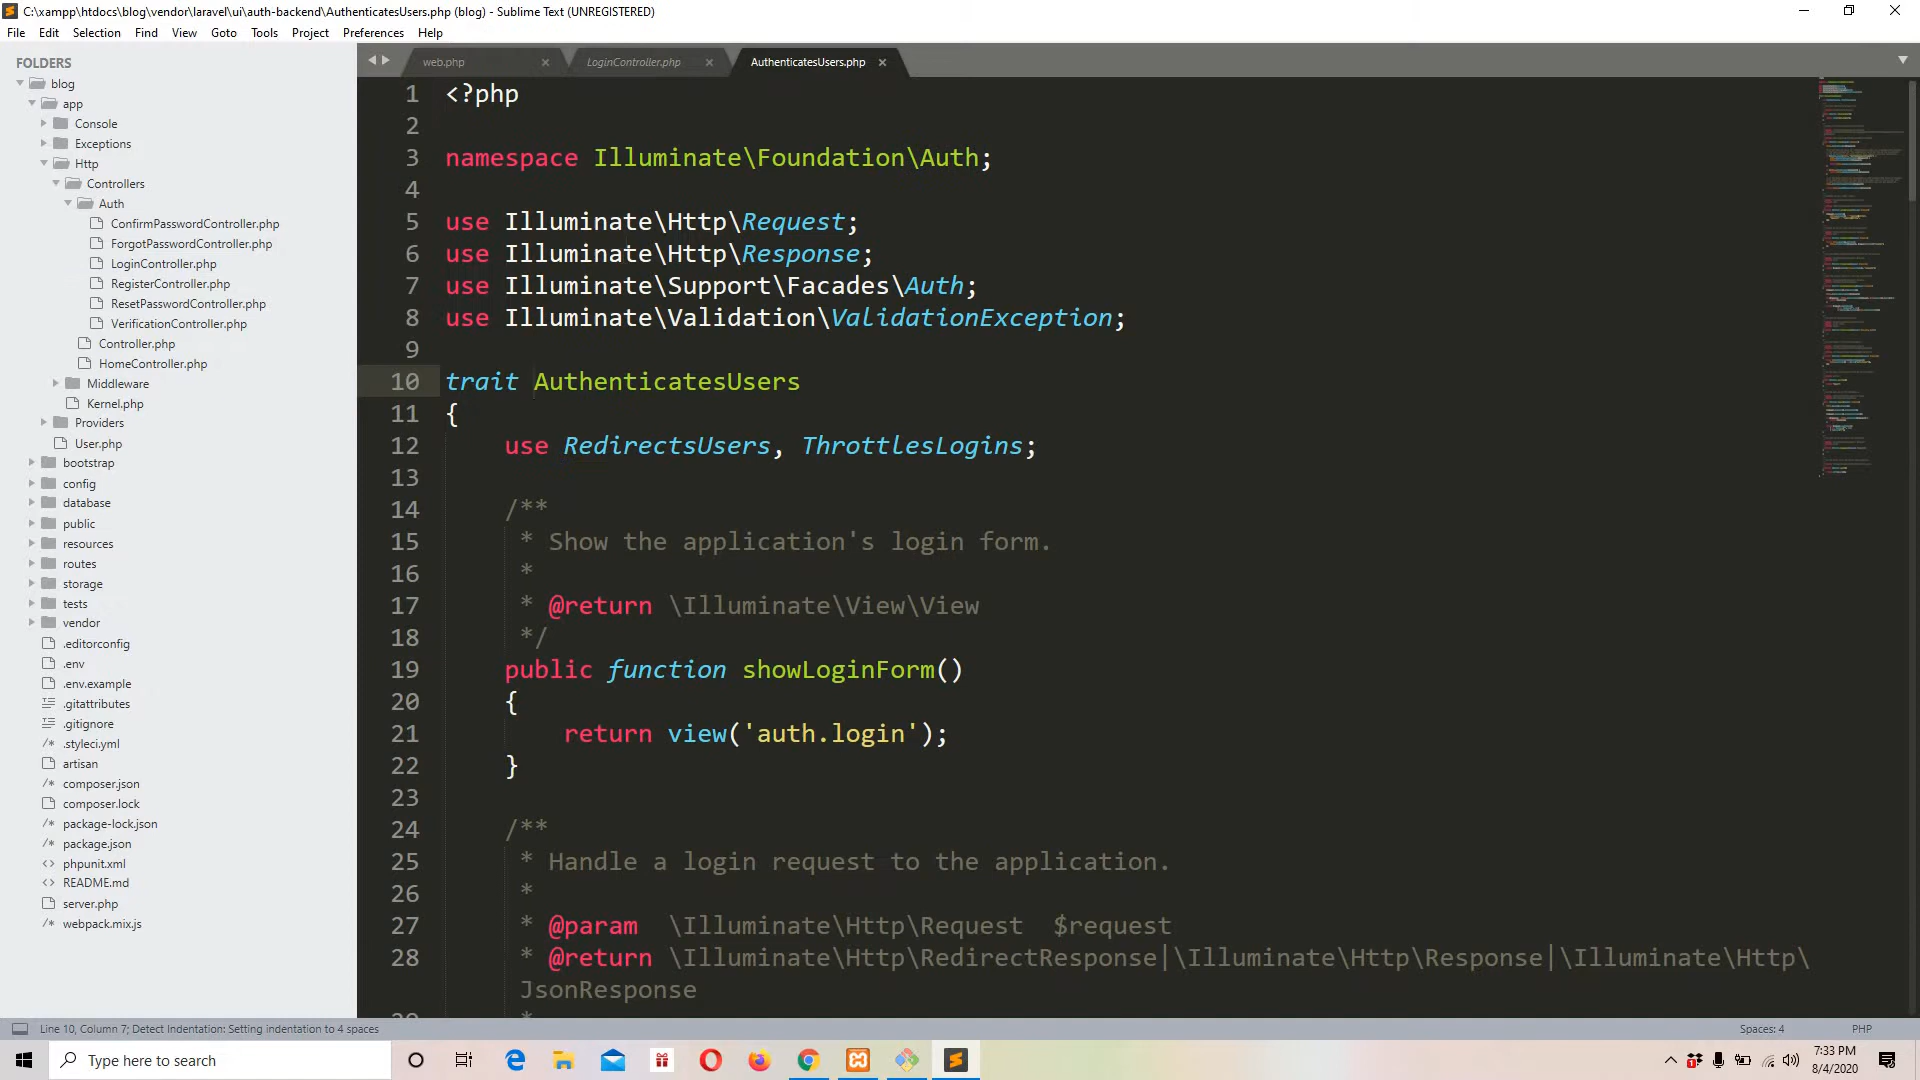 C:\xampp\htdocs\blog\vendor\laravel\ui\auth-backend\AuthenticatesUsers.php (blog) - Sublime Text (UNREGISTERED)
File Edit Selection Find View Goto Tools Project Preferences Help
FOLDERS
blog
app
Console
Exceptions
Http
Controllers
Auth
ConfirmPasswordController.php
ForgotPasswordController.php
LoginController.php
RegisterController.php
ResetPasswordController.php
VerificationController.php
Controller.php
HomeController.php
Middleware
Kernel.php
Providers
User.php
bootstrap
config
database
public
resources
routes
storage
tests
vendor
.editorconfig
.env
.env.example
.gitattributes
.gitignore
.styleci.yml
artisan
composer.json
composer.lock
package-lock.json
package.json
phpunit.xml
README.md
server.php
webpack.mix.js
web.php LoginController.php AuthenticatesUsers.php
1 <?php
2
3 namespace Illuminate\Foundation\Auth;
4
5 use Illuminate\Http\Request;
6 use Illuminate\Http\Response;
7 use Illuminate\Support\Facades\Auth;
8 use Illuminate\Validation\ValidationException;
9
10 trait AuthenticatesUsers
11 {
12 use RedirectsUsers, ThrottlesLogins;
13
14 /**
15 * Show the application's login form.
16 *
17 * @return \Illuminate\View\View
18 */
19 public function showLoginForm()
20 {
21 return view('auth.login');
22 }
23
24 /**
25 * Handle a login request to the application.
26 *
27 * @param \Illuminate\Http\Request $request
28 * @return \Illuminate\Http\RedirectResponse|\Illuminate\Http\Response|\Illuminate\Http\
JsonResponse
Line 10, Column 7; Detect Indentation: Setting indentation to 4 spaces Spaces: 4 PHP
Type here to search
7:33 PM
8/4/2020